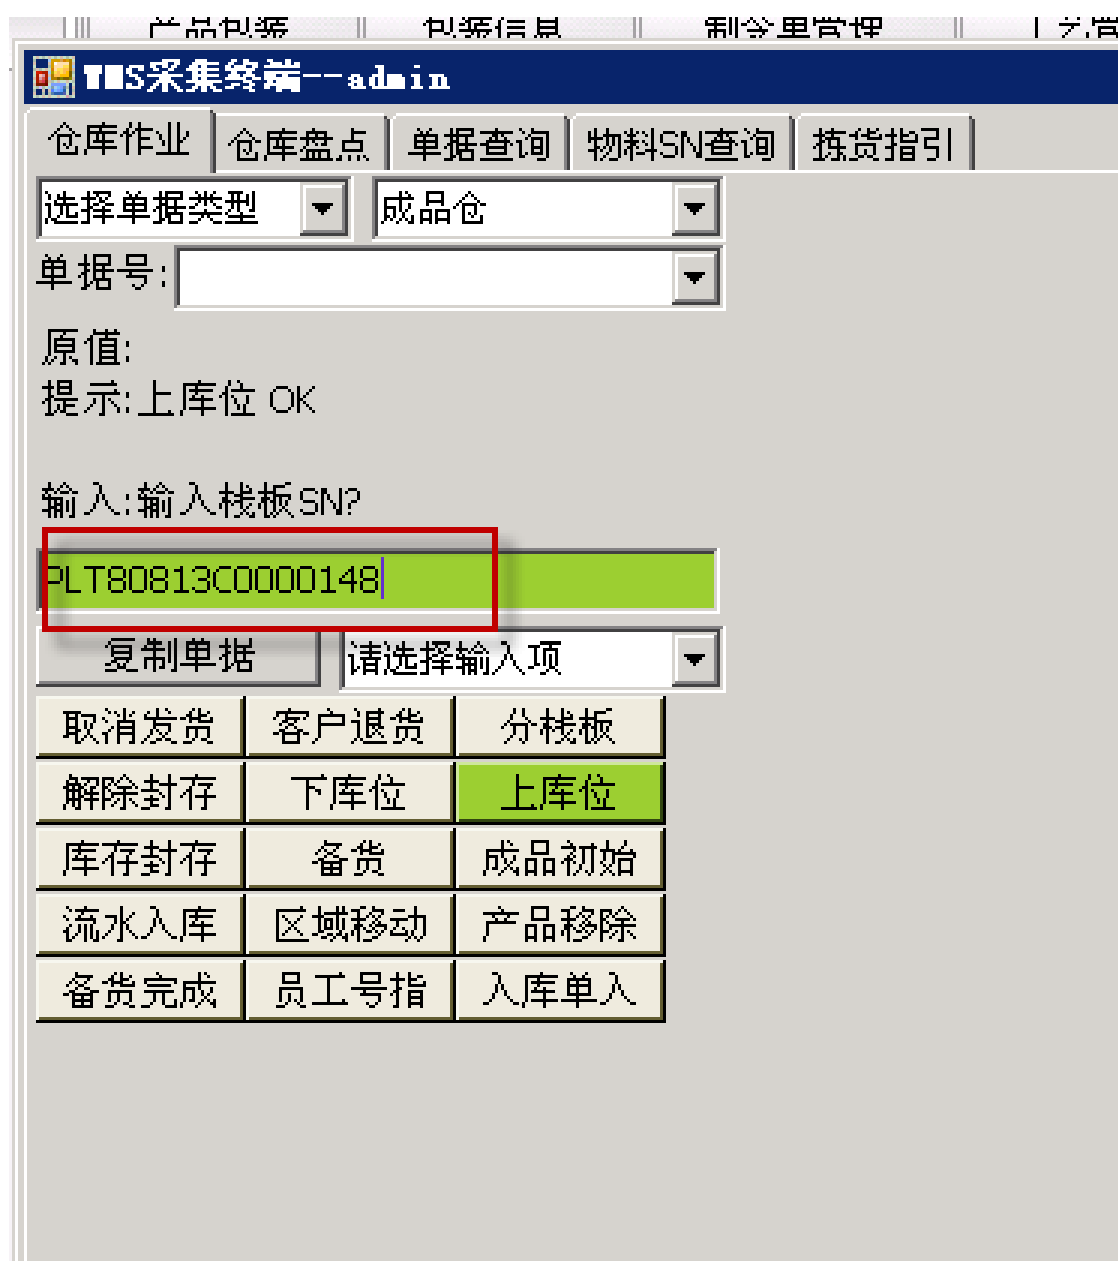 产品包装 包装信息 制令单管理
TMS采集终端--admin
仓库作业 仓库盘点 单据查询 物料SN查询 拣货指引
选择单据类型 成品仓
单据号:
原值:
提示:上库位 OK
输入:输入栈板SN?
PLT80813C0000148
复制单据 请选择输入项
取消发货 客户退货 分栈板
解除封存 下库位 上库位
库存封存 备货 成品初始
流水入库 区域移动 产品移除
备货完成 员工号指 入库单入